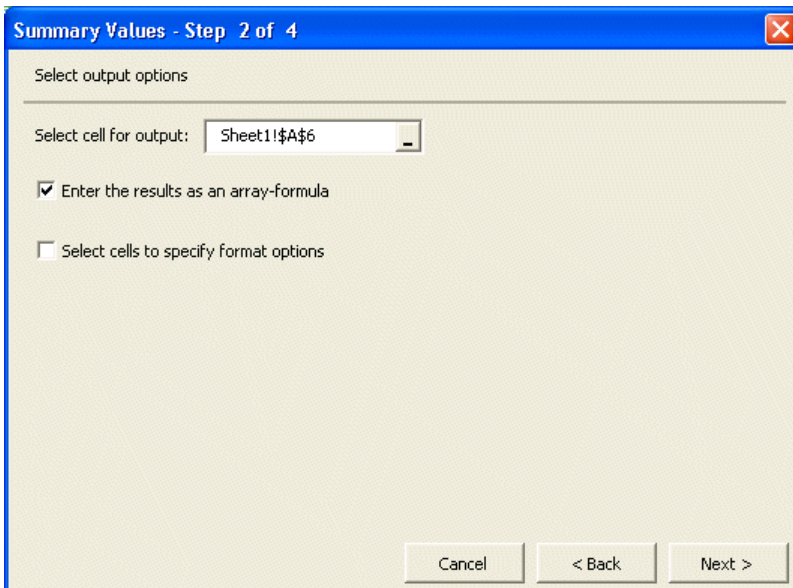 Summary Values - Step 2 of 4
Select output options
Select cell for output: Sheet1!$A$6
Enter the results as an array-formula
Select cells to specify format options
Cancel < Back Next >